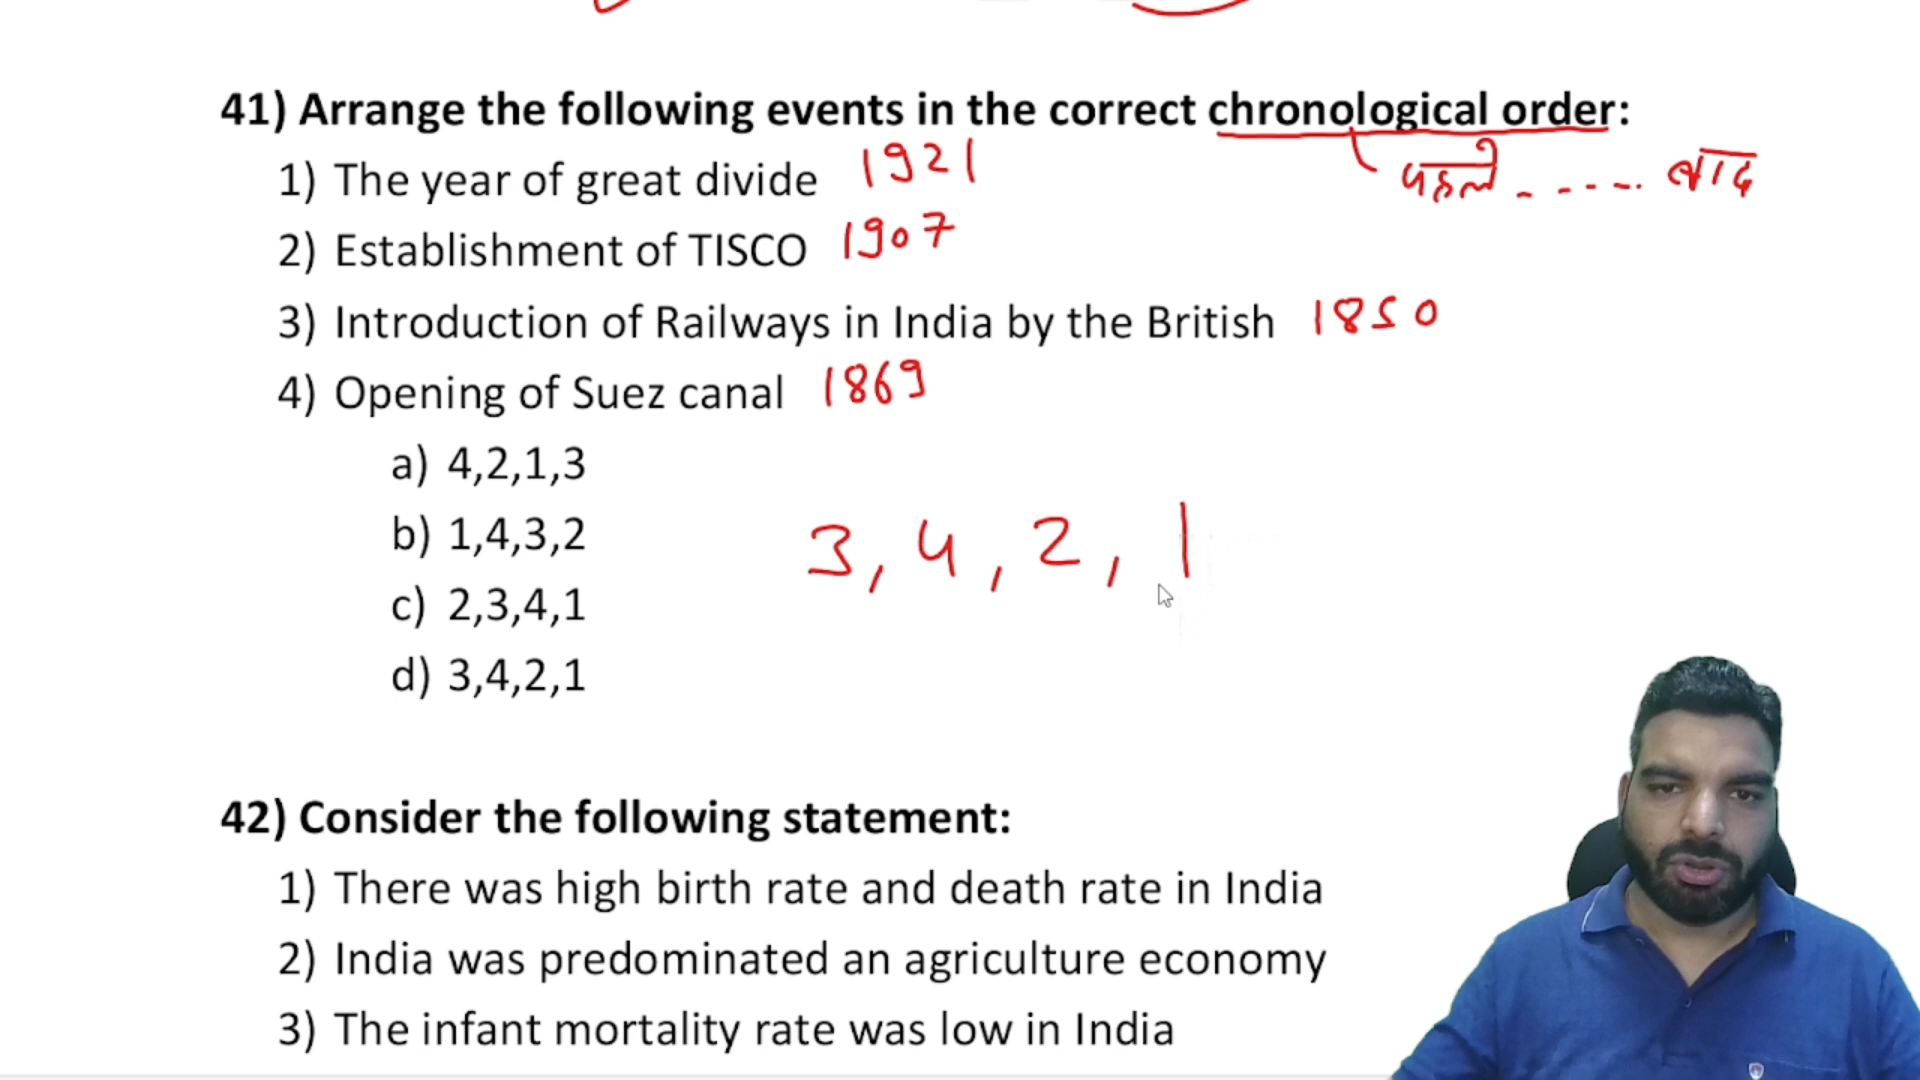 41) Arrange the following events in the correct chronological order:
1) The year of great divide 1921 पहले ----- बाद
2) Establishment of TISCO 1907
3) Introduction of Railways in India by the British 1850
4) Opening of Suez canal 1869
a) 4,2,1,3
b) 1,4,3,2 3, 4, 2, 1
c) 2,3,4,1
d) 3,4,2,1
42) Consider the following statement:
1) There was high birth rate and death rate in India
2) India was predominated an agriculture economy
3) The infant mortality rate was low in India